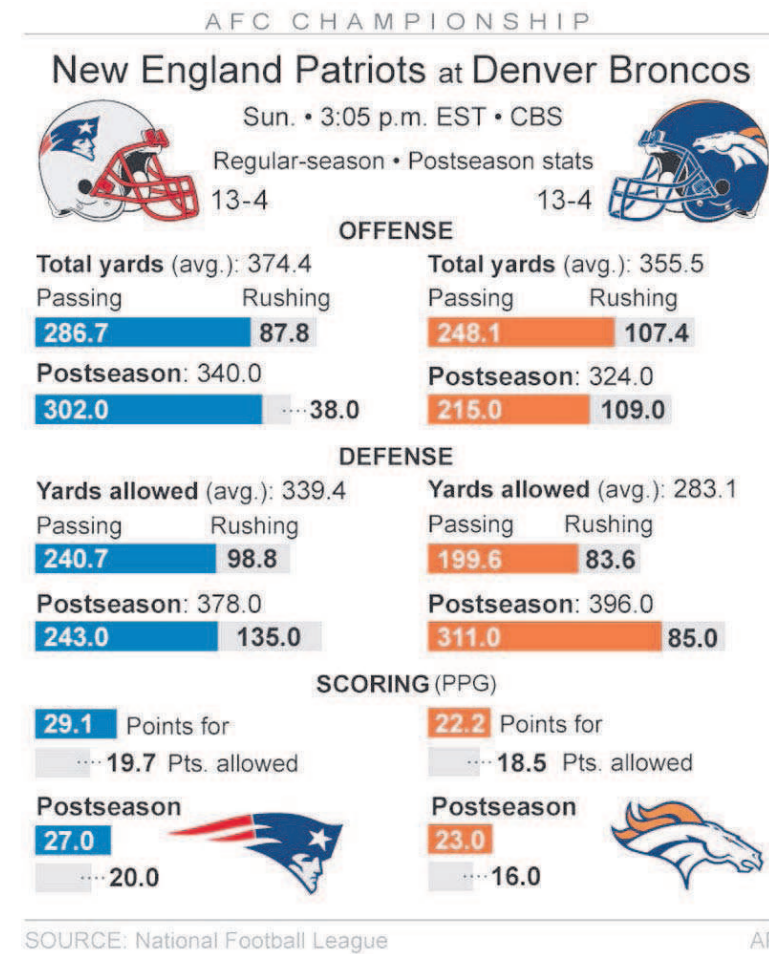 AFC CHAMPIONSHIP
New England Patriots at Denver Broncos
Sun. • 3:05 p.m. EST • CBS
Regular-season • Postseason stats
13-4 13-4
OFFENSE
Total yards (avg.): 374.4 Total yards (avg.): 355.5
Passing Rushing Passing Rushing
286.7 87.8 248.1 107.4
Postseason: 340.0 Postseason: 324.0
302.0 38.0 215.0 109.0
DEFENSE
Yards allowed (avg.): 339.4 Yards allowed (avg.): 283.1
Passing Rushing Passing Rushing
240.7 98.8 199.6 83.6
Postseason: 378.0 Postseason: 396.0
243.0 135.0 311.0 85.0
SCORING (PPG)
29.1 Points for 22.2 Points for
19.7 Pts. allowed 18.5 Pts. allowed
Postseason Postseason
27.0 23.0
20.0 16.0
SOURCE: National Football League